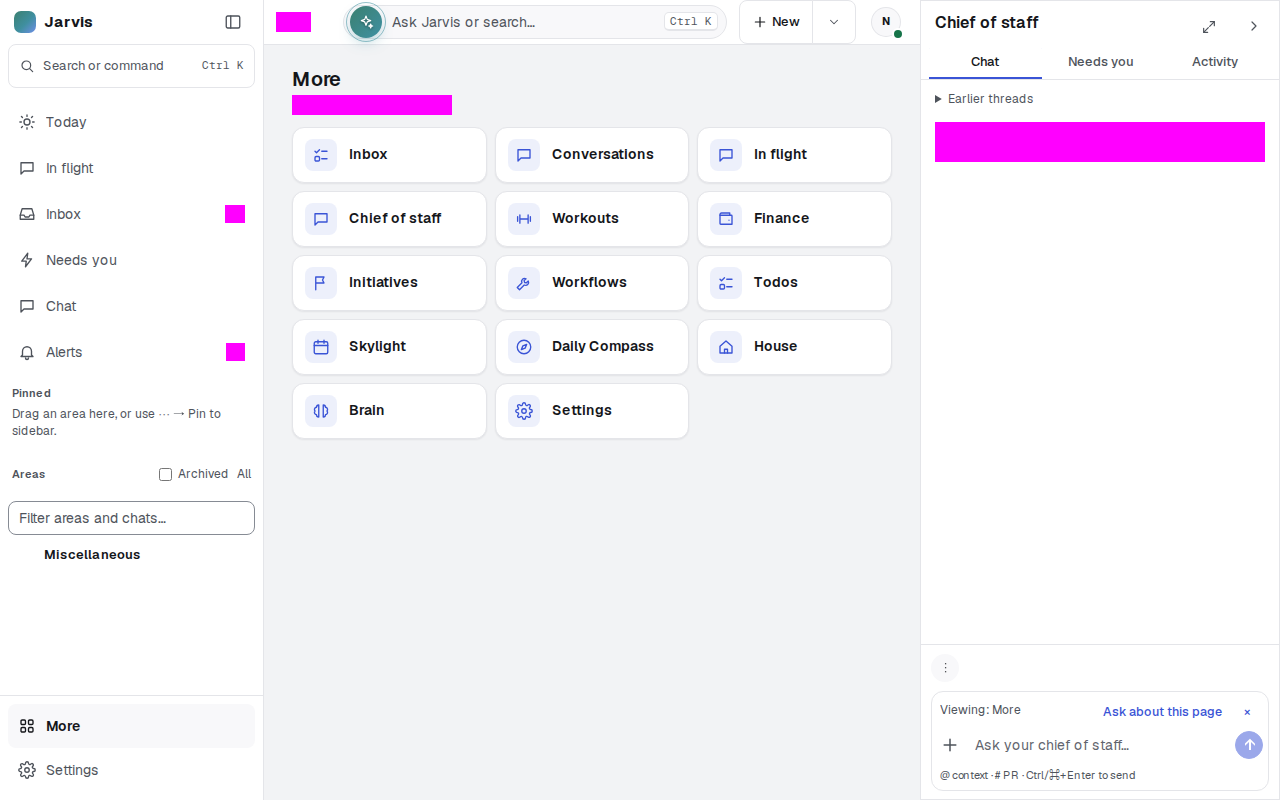 Jarvis
Search or command Ctrl K
Today
In flight
Inbox
Needs you
Chat
Alerts
Pinned
Drag an area here, or use ··· → Pin to
sidebar.
Areas Archived All
Filter areas and chats…
Miscellaneous
More
Settings
Ask Jarvis or search… Ctrl K
New
N
More
Inbox Conversations In flight
Chief of staff Workouts Finance
Initiatives Workflows Todos
Skylight Daily Compass House
Brain Settings
Chief of staff
Chat Needs you Activity
Earlier threads
Viewing: More Ask about this page ×
Ask your chief of staff…
@ context · # PR · Ctrl/⌘+Enter to send